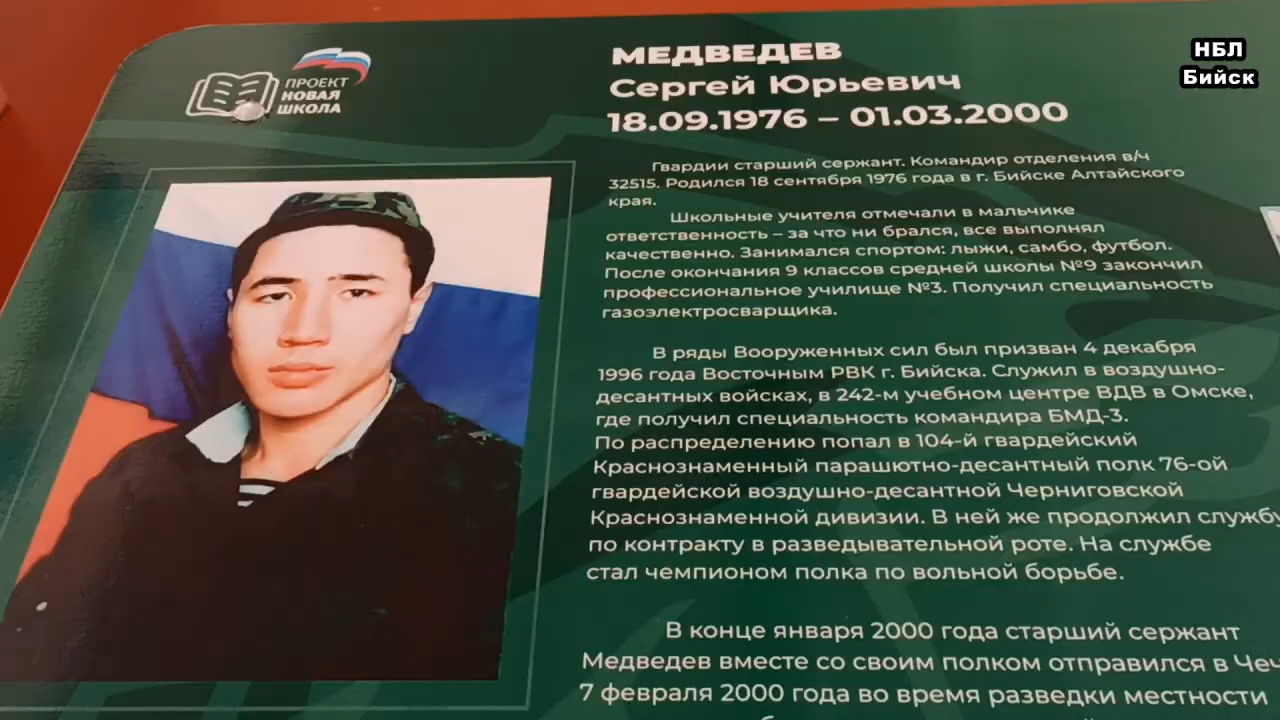 ПРОЕКТ
НОВАЯ
ШКОЛА
МЕДВЕДЕВ
Сергей Юрьевич
18.09.1976 – 01.03.2000
НБЛ
Бийск
Гвардии старший сержант. Командир отделения в/ч
32515. Родился 18 сентября 1976 года в г. Бийске Алтайского
края.
Школьные учителя отмечали в мальчике
ответственность – за что ни брался, все выполнял
качественно. Занимался спортом: лыжи, самбо, футбол.
После окончания 9 классов средней школы №9 закончил
профессиональное училище №3. Получил специальность
газоэлектросварщика.
В ряды Вооруженных сил был призван 4 декабря
1996 года Восточным РВК г. Бийска. Служил в воздушно-
десантных войсках, в 242-м учебном центре ВДВ в Омске,
где получил специальность командира БМД-3.
По распределению попал в 104-й гвардейский
Краснознаменный парашютно-десантный полк 76-ой
гвардейской воздушно-десантной Черниговской
Краснознаменной дивизии. В ней же продолжил службу
по контракту в разведывательной роте. На службе
стал чемпионом полка по вольной борьбе.
В конце января 2000 года старший сержант
Медведев вместе со своим полком отправился в
7 февраля 2000 года во время разведки местности